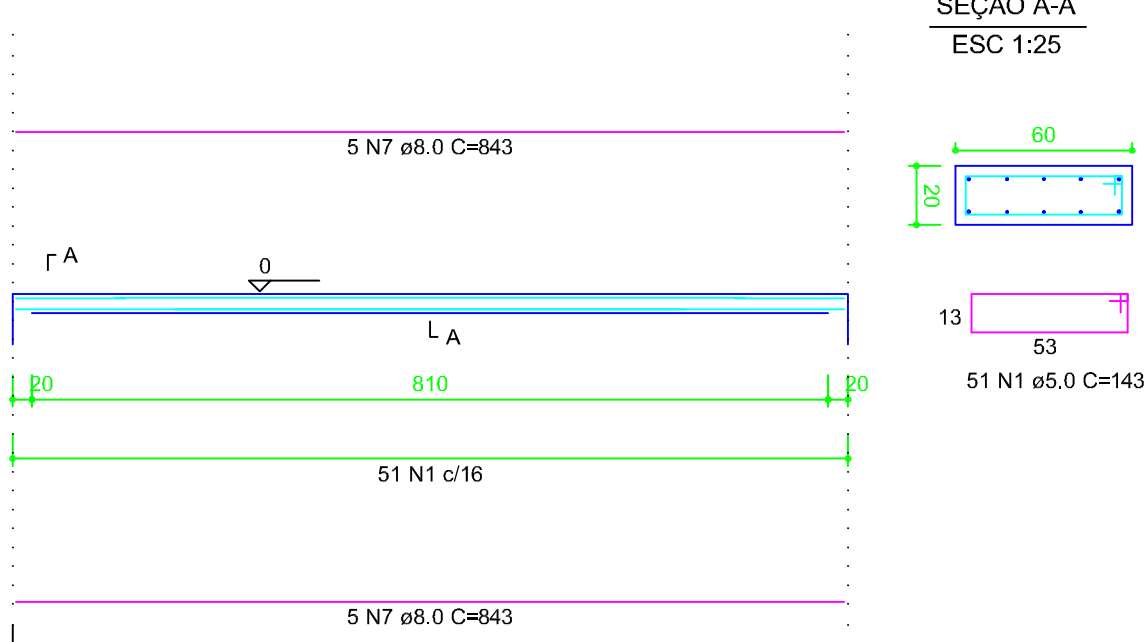 SEÇÃO A-A
ESC 1:25
5 N7 ø8.0 C=843
60
20
A
0
A
13
53
51 N1 ø5.0 C=143
20
810
20
51 N1 c/16
5 N7 ø8.0 C=843